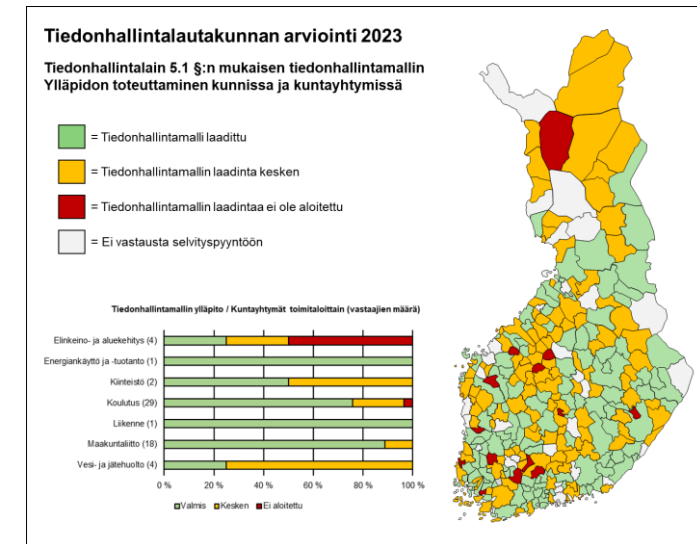 Tiedonhallintalautakunnan arviointi 2023
Tiedonhallintalain 5.1 §:n mukaisen tiedonhallintamallin
Ylläpidon toteuttaminen kunnissa ja kuntayhtymissä
= Tiedonhallintamalli laadittu
= Tiedonhallintamallin laadinta kesken
= Tiedonhallintamallin laadintaa ei ole aloitettu
= Ei vastausta selvityspyyntöön
Tiedonhallintamallin ylläpito / Kuntayhtymät toimitaloittain (vastaajien määrä)
Elinkeino- ja aluekehitys (4)
Energiankäyttö ja -tuotanto (1)
Kiinteistö (2)
Koulutus (29)
Liikenne (1)
Maakuntaliitto (18)
Vesi- ja jätehuolto (4)
0 % 20 % 40 % 60 % 80 % 100 %
Valmis Kesken Ei aloitettu